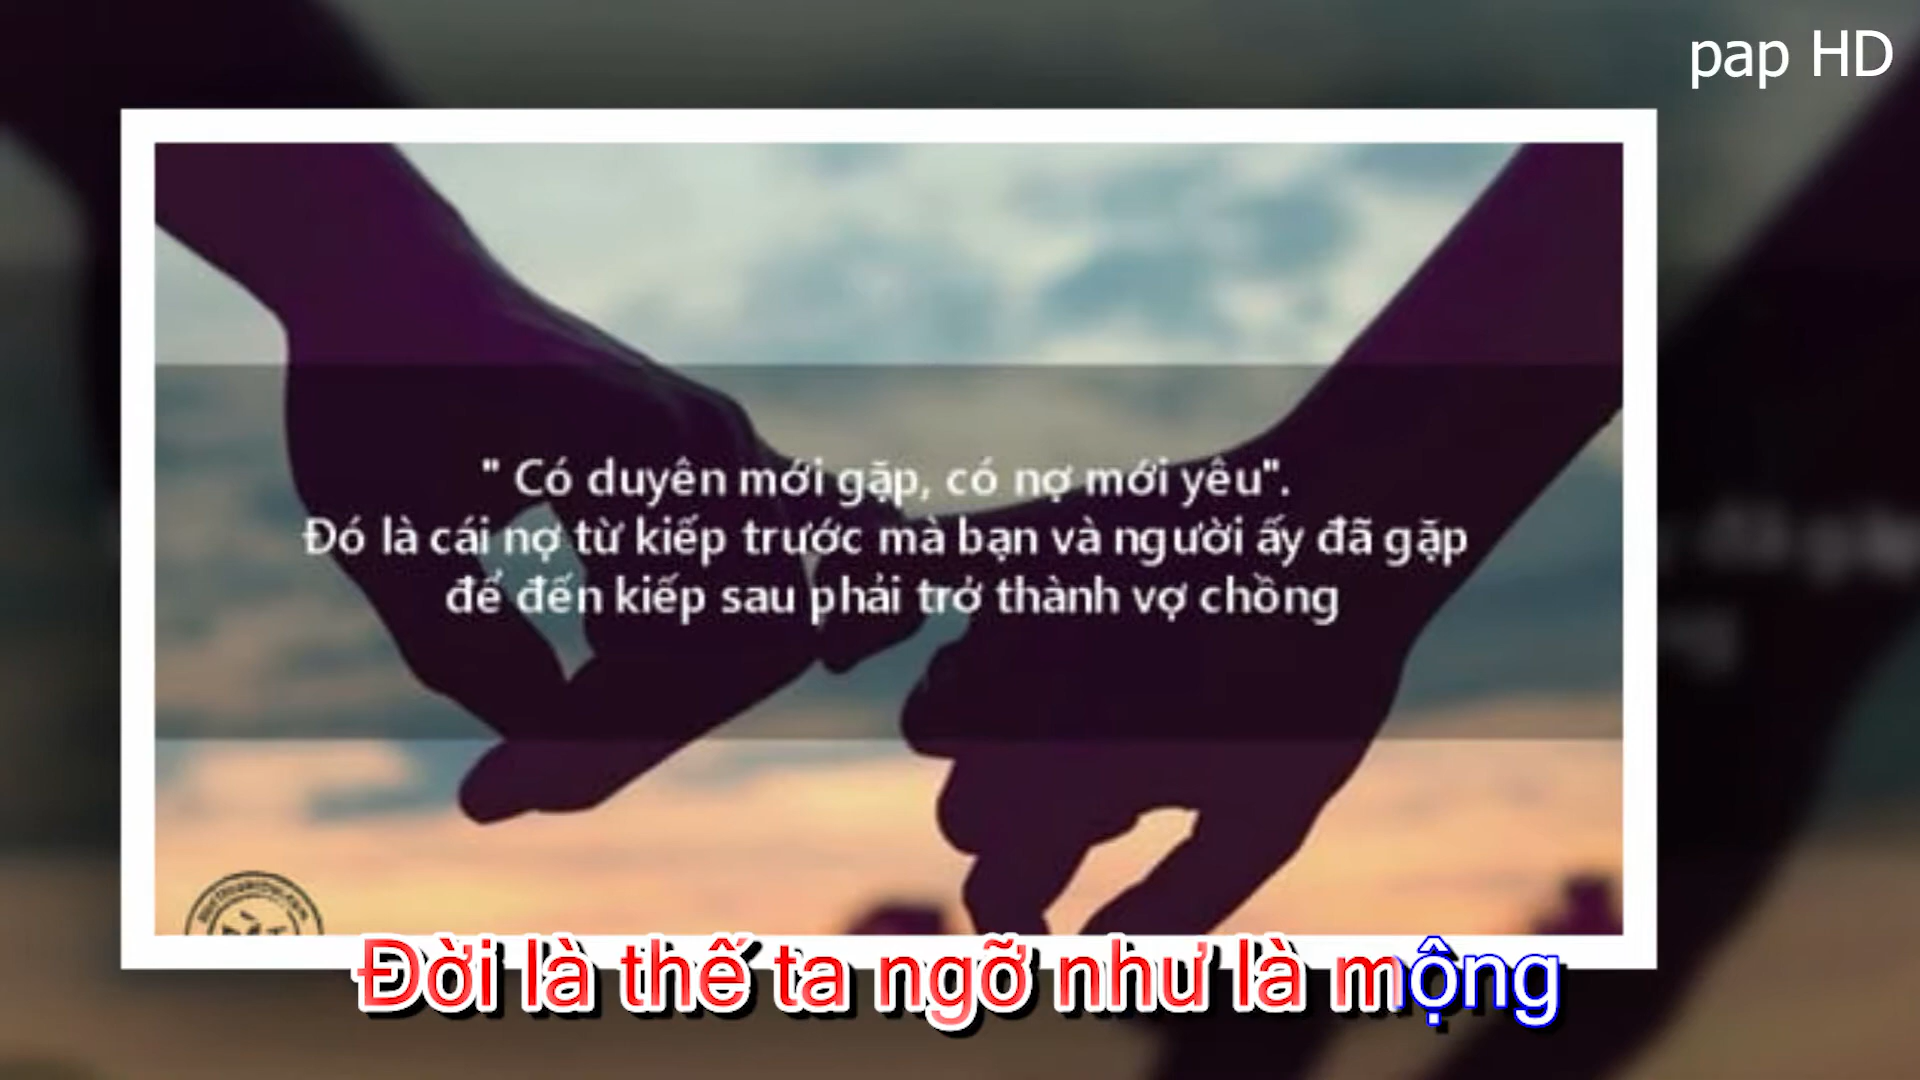 pap HD
" Có duyên mới gặp, có nợ mới yêu".
Đó là cái nợ từ kiếp trước mà bạn và người ấy đã gặp
để đến kiếp sau phải trở thành vợ chồng
Đời là thế ta ngỡ như là mộng